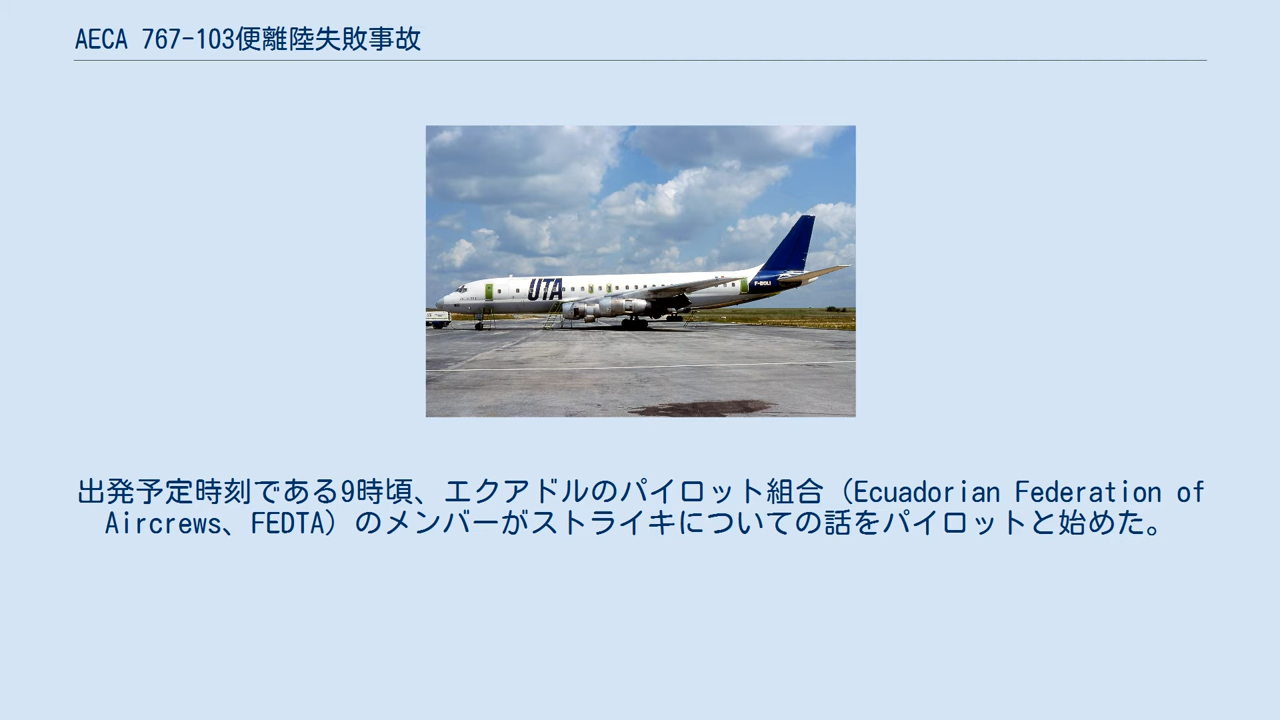 AECA 767-103便離陸失敗事故
UTA
F-BOLI
出発予定時刻である9時頃、エクアドルのパイロット組合（Ecuadorian Federation of
Aircrews、FEDTA）のメンバーがストライキについての話をパイロットと始めた。